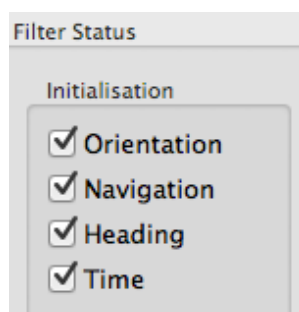 Filter Status
Initialisation
Orientation
Navigation
Heading
Time